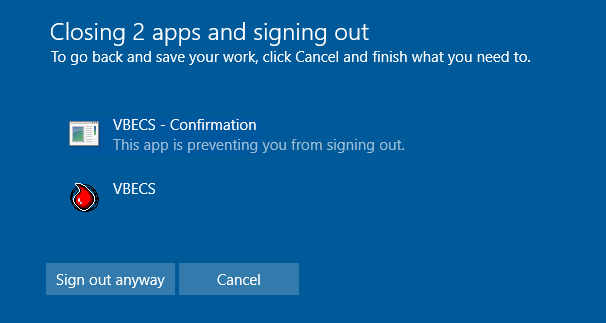 Closing 2 apps and signing out
To go back and save your work, click Cancel and finish what you need to.
VBECS - Confirmation
This app is preventing you from signing out.
VBECS
Sign out anyway
Cancel